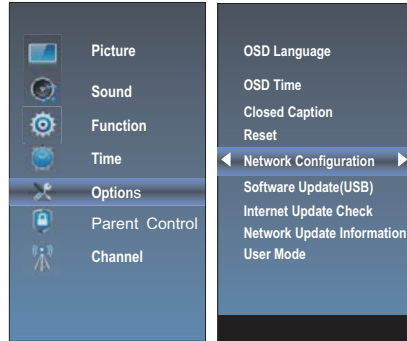 Picture
Sound
Function
Time
Options
Parent Control
Channel
OSD Language
OSD Time
Closed Caption
Reset
Network Configuration
Software Update(USB)
Internet Update Check
Network Update Information
User Mode